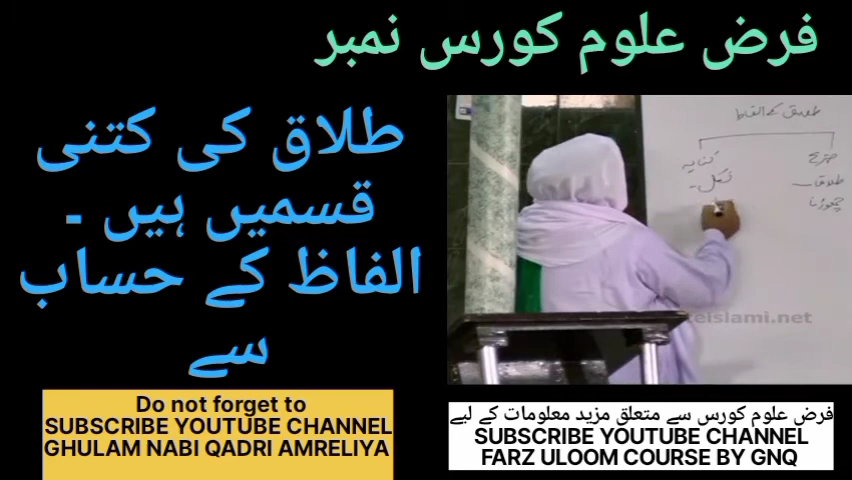 فرض علوم کورس نمبر
طلاق کی کتنی
قسمیں ہیں ۔
الفاظ کے حساب
سے
طلاق کے الفاظ
صریح
کنایہ
طلاق
نکل
چھوڑنا
eislami.net
Do not forget to
SUBSCRIBE YOUTUBE CHANNEL
GHULAM NABI QADRI AMRELIYA
فرض علوم کورس سے متعلق مزید معلومات کے لیے
SUBSCRIBE YOUTUBE CHANNEL
FARZ ULOOM COURSE BY GNQ